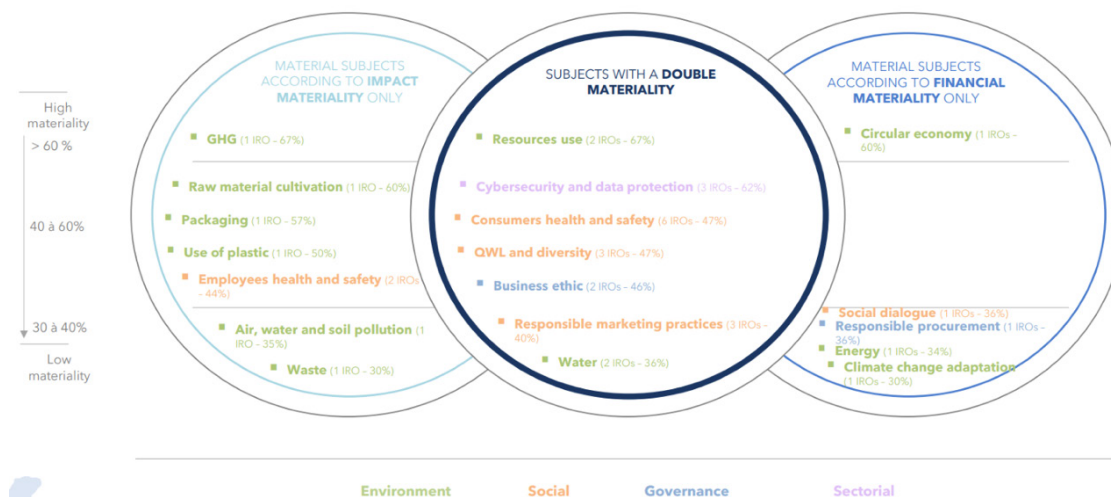 MATERIAL SUBJECTS
ACCORDING TO IMPACT
MATERIALITY ONLY
SUBJECTS WITH A DOUBLE
MATERIALITY
MATERIAL SUBJECTS
ACCORDING TO FINANCIAL
MATERIALITY ONLY
High
materiality
> 60 %
40 à 60%
30 à 40%
Low
materiality
GHG (1 IRO – 67%)
Raw material cultivation (1 IRO – 60%)
Packaging (1 IRO – 57%)
Use of plastic (1 IRO – 50%)
Employees health and safety (2 IROs
– 44%)
Air, water and soil pollution (1
IRO – 35%)
Waste (1 IRO – 30%)
Resources use (2 IROs – 67%)
Cybersecurity and data protection (3 IROs – 62%)
Consumers health and safety (6 IROs – 47%)
QWL and diversity (3 IROs – 47%)
Business ethic (2 IROs – 46%)
Responsible marketing practices (3 IROs –
40%)
Water (2 IROs – 36%)
Circular economy (1 IROs –
60%)
Social dialogue (1 IROs – 36%)
Responsible procurement (1 IROs –
36%)
Energy (1 IROs – 34%)
Climate change adaptation
(1 IROs – 30%)
Environment
Social
Governance
Sectorial